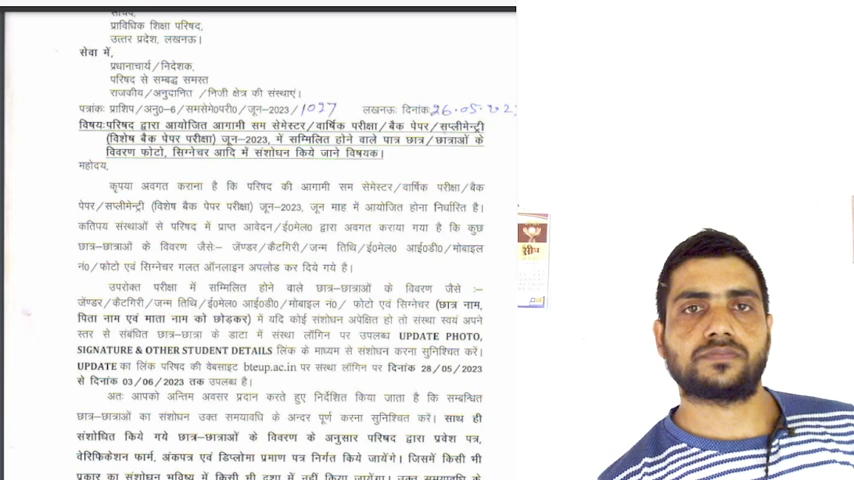 सचिव,
प्राविधिक शिक्षा परिषद,
उत्तर प्रदेश, लखनऊ।
सेवा में,
प्रधानाचार्य/निदेशक,
परिषद से सम्बद्ध समस्त
राजकीय/अनुदानित/निजी क्षेत्र की संस्थाएं।
पत्रांकः प्राशिप/अनु0-6/समसेमे0परी0/जून-2023/1027 लखनऊः दिनांकः26.05.202
विषयःपरिषद द्वारा आयोजित आगामी सम सेमेस्टर/वार्षिक परीक्षा/बैक पेपर/सप्लीमेन्ट्री
(विशेष बैक पेपर परीक्षा) जून-2023, में सम्मिलित होने वाले पात्र छात्र/छात्राओं के
विवरण फोटो, सिग्नेचर आदि में संशोधन किये जाने विषयक।
महोदय,
कृपया अवगत कराना है कि परिषद की आगामी सम सेमेस्टर/वार्षिक परीक्षा/बैक
पेपर/सप्लीमेन्ट्री (विशेष बैक पेपर परीक्षा) जून-2023, जून माह में आयोजित होना निर्धारित है।
कतिपय संस्थाओं से परिषद में प्राप्त आवेदन/ई0मेल0 द्वारा अवगत कराया गया है कि कुछ
छात्र-छात्राओं के विवरण जैसेः- जेंण्डर/कैटगिरी/जन्म तिथि/ई0मेल0 आई0डी0/मोबाइल
नं0/फोटो एवं सिग्नेचर गलत ऑनलाइन अपलोड कर दिये गये है।
उपरोक्त परीक्षा में सम्मिलित होने वाले छात्र-छात्राओं के विवरण जैसे :-
जेंण्डर/कैटगिरी/जन्म तिथि/ई0मेल0 आई0डी0/मोबाइल नं0/ फोटो एवं सिग्नेचर (छात्र नाम,
पिता नाम एवं माता नाम को छोड़कर) में यदि कोई संशोधन अपेक्षित हो तो संस्था स्वयं अपने
स्तर से संबंधित छात्र-छात्रा के डाटा में संस्था लॉगिन पर उपलब्ध UPDATE PHOTO,
SIGNATURE & OTHER STUDENT DETAILS लिंक के माध्यम से संशोधन करना सुनिश्चित करें।
UPDATE का लिंक परिषद की वेबसाइट bteup.ac.in पर संस्था लॉगिन पर दिनांक 28/05/2023
से दिनांक 03/06/2023 तक उपलब्ध है।
अतः आपको अन्तिम अवसर प्रदान करते हुए निर्देशित किया जाता है कि सम्बन्धित
छात्र-छात्राओं का संशोधन उक्त समयावधि के अन्दर पूर्ण करना सुनिश्चित करें। साथ ही
संशोधित किये गये छात्र-छात्राओं के विवरण के अनुसार परिषद द्वारा प्रवेश पत्र,
वेरिफिकेशन फार्म, अंकपत्र एवं डिप्लोमा प्रमाण पत्र निर्गत किये जायेंगे। जिसमें किसी भी
प्रकार का संशोधन भविष्य में किसी भी दशा में नहीं किया जायेगा। उक्त समयावधि के